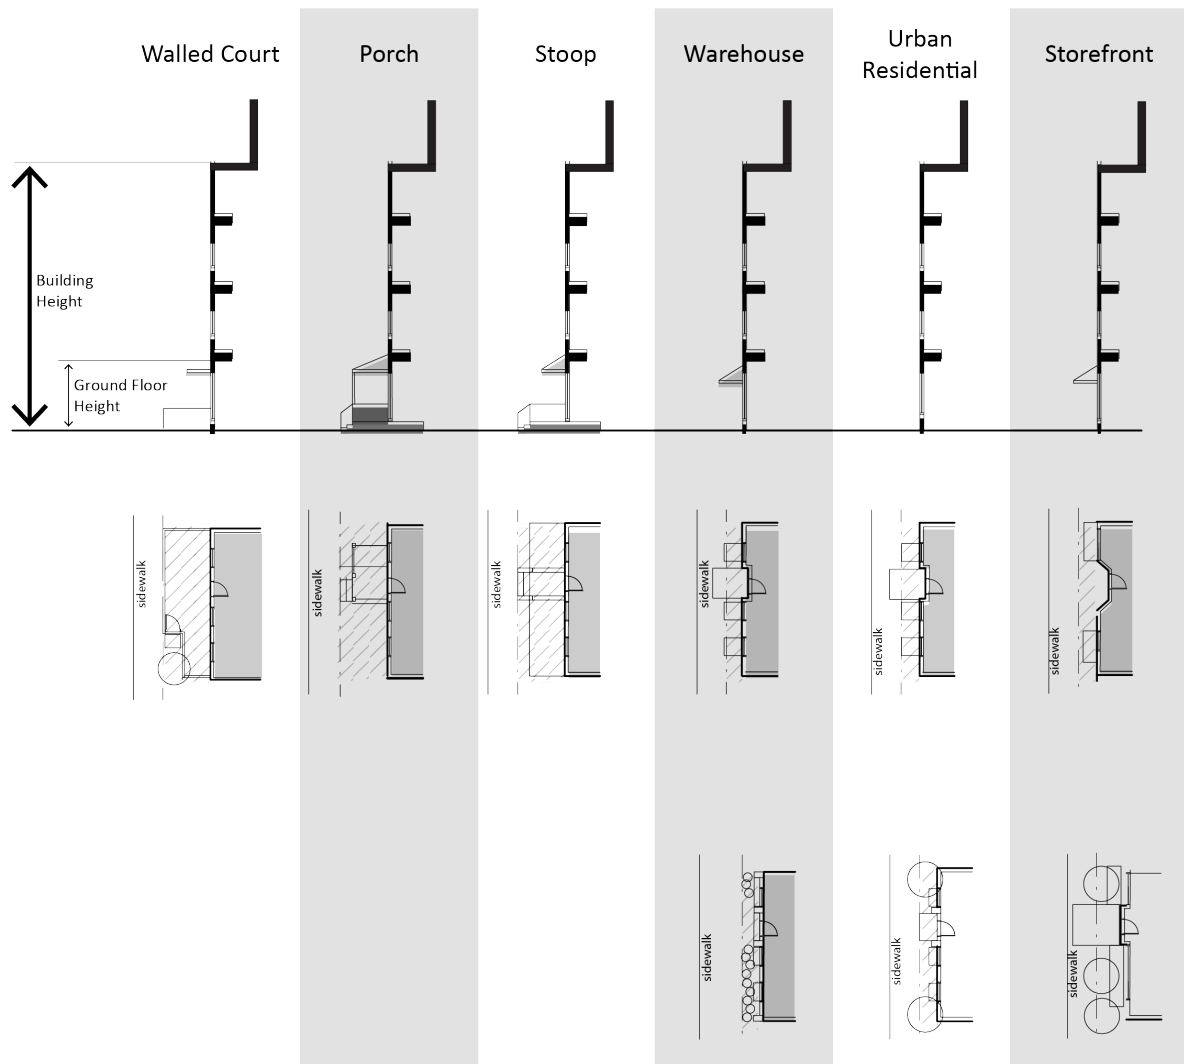 Walled Court
Porch
Stoop
Warehouse
Urban
Residential
Storefront
Building
Height
Ground Floor
Height
sidewalk
sidewalk
sidewalk
sidewalk
sidewalk
sidewalk
sidewalk
sidewalk
sidewalk